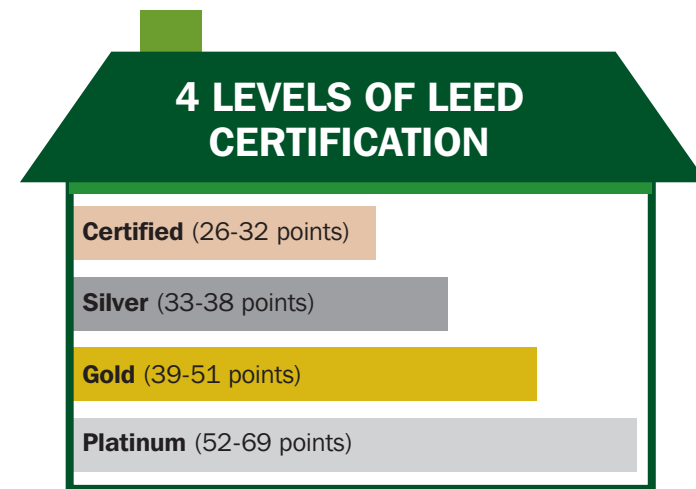 4 LEVELS OF LEED
CERTIFICATION
Certified (26-32 points)
Silver (33-38 points)
Gold (39-51 points)
Platinum (52-69 points)